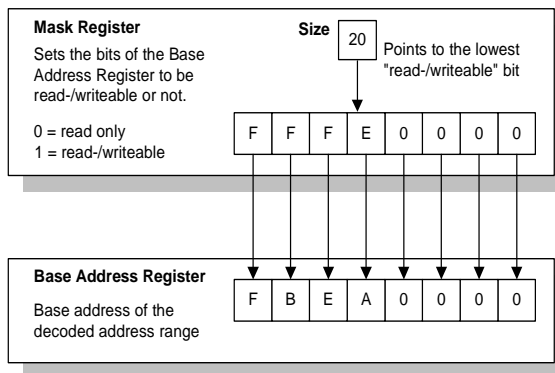 Mask Register
Sets the bits of the Base
Address Register to be
read-/writeable or not.
0 = read only
1 = read-/writeable
Size
20
Points to the lowest
"read-/writeable" bit
F F F E 0 0 0 0
Base Address Register
Base address of the
decoded address range
F B E A 0 0 0 0